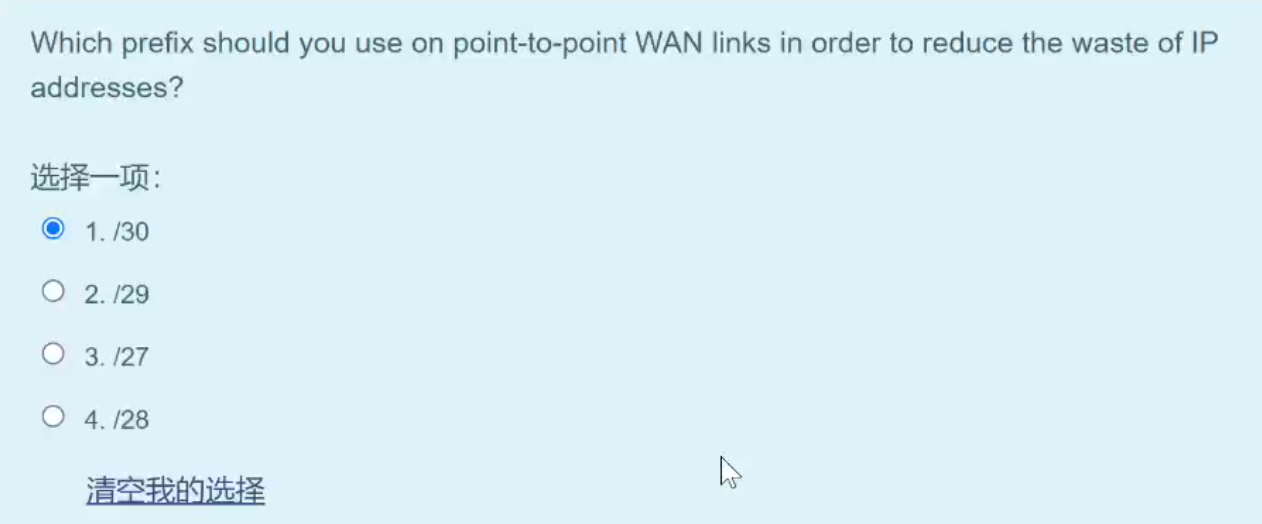 Which prefix should you use on point-to-point WAN links in order to reduce the waste of IP
addresses?
选择一项：
1. /30
2. /29
3. /27
4. /28
清空我的选择